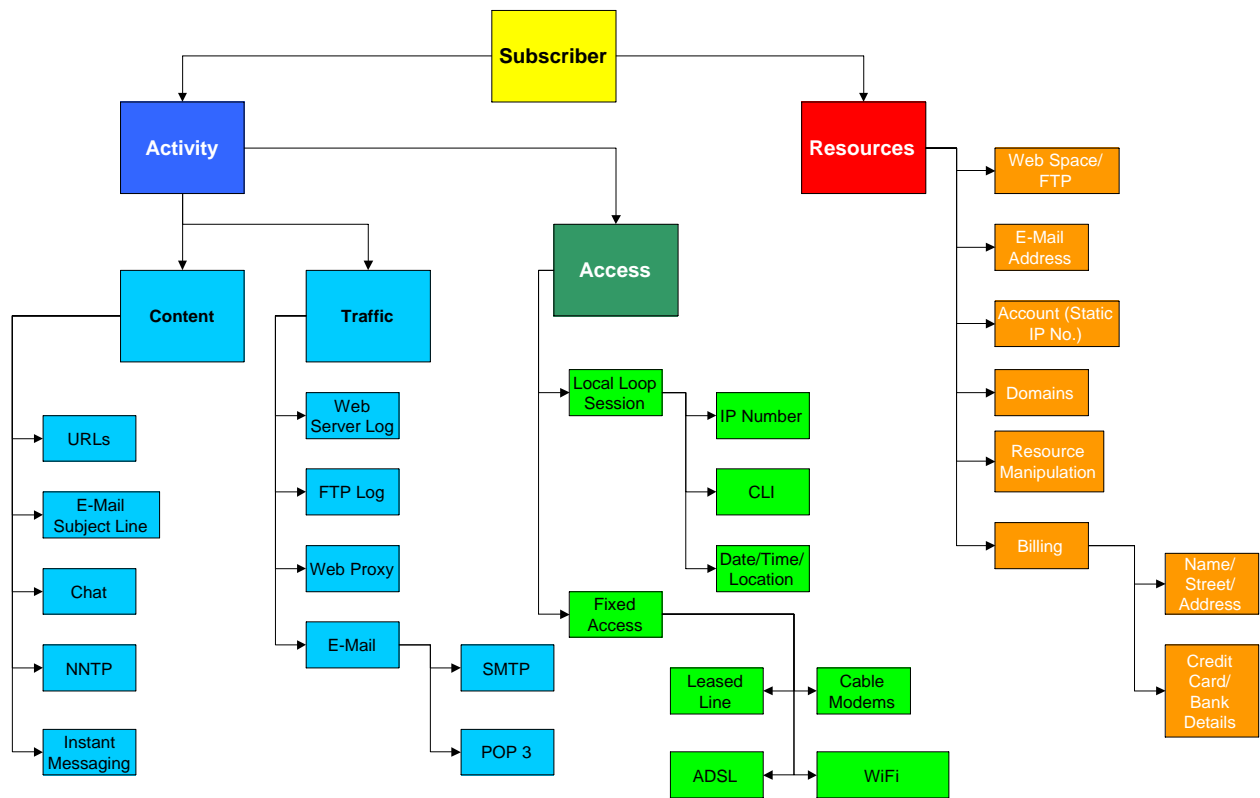 Subscriber
Activity
Resources
Access
Content
Traffic
URLs
E-Mail
Subject Line
Chat
NNTP
Instant
Messaging
Web
Server Log
FTP Log
Web Proxy
E-Mail
SMTP
POP 3
Local Loop
Session
IP Number
CLI
Date/Time/
Location
Fixed
Access
Leased
Line
Cable
Modems
ADSL
WiFi
Web Space/
FTP
E-Mail
Address
Account (Static
IP No.)
Domains
Resource
Manipulation
Billing
Name/
Street/
Address
Credit
Card/
Bank
Details